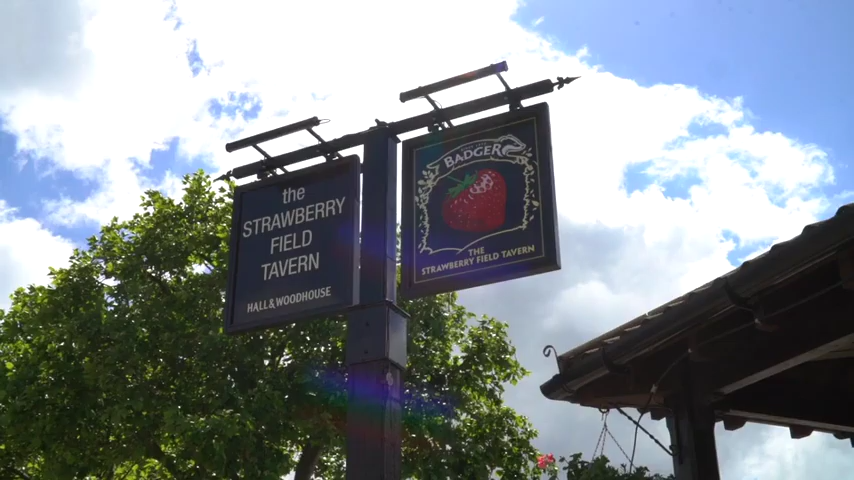 the
STRAWBERRY
FIELD
TAVERN
HALL & WOODHOUSE
BADGER
THE
STRAWBERRY FIELD TAVERN